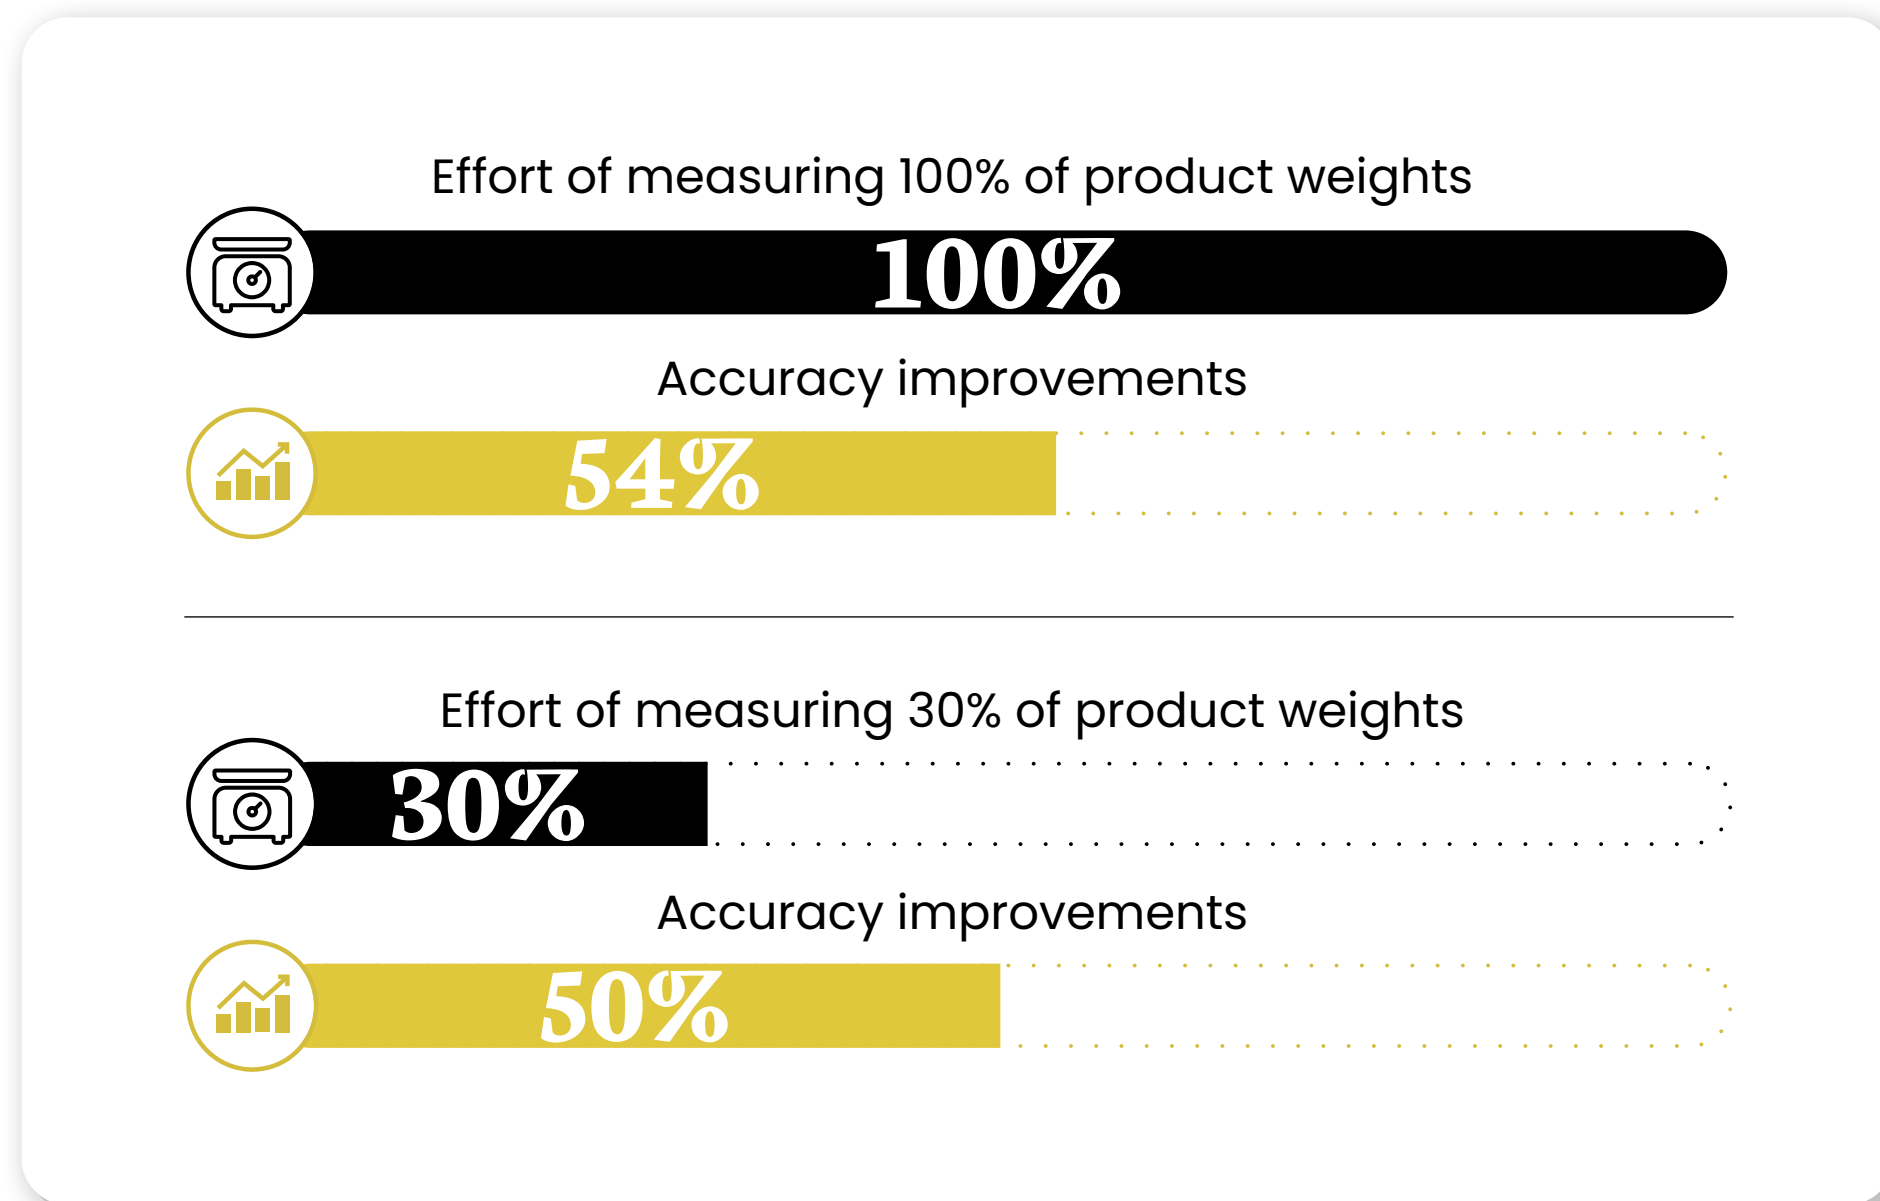 Effort of measuring 100% of product weights
100%
Accuracy improvements
54%
Effort of measuring 30% of product weights
30%
Accuracy improvements
50%